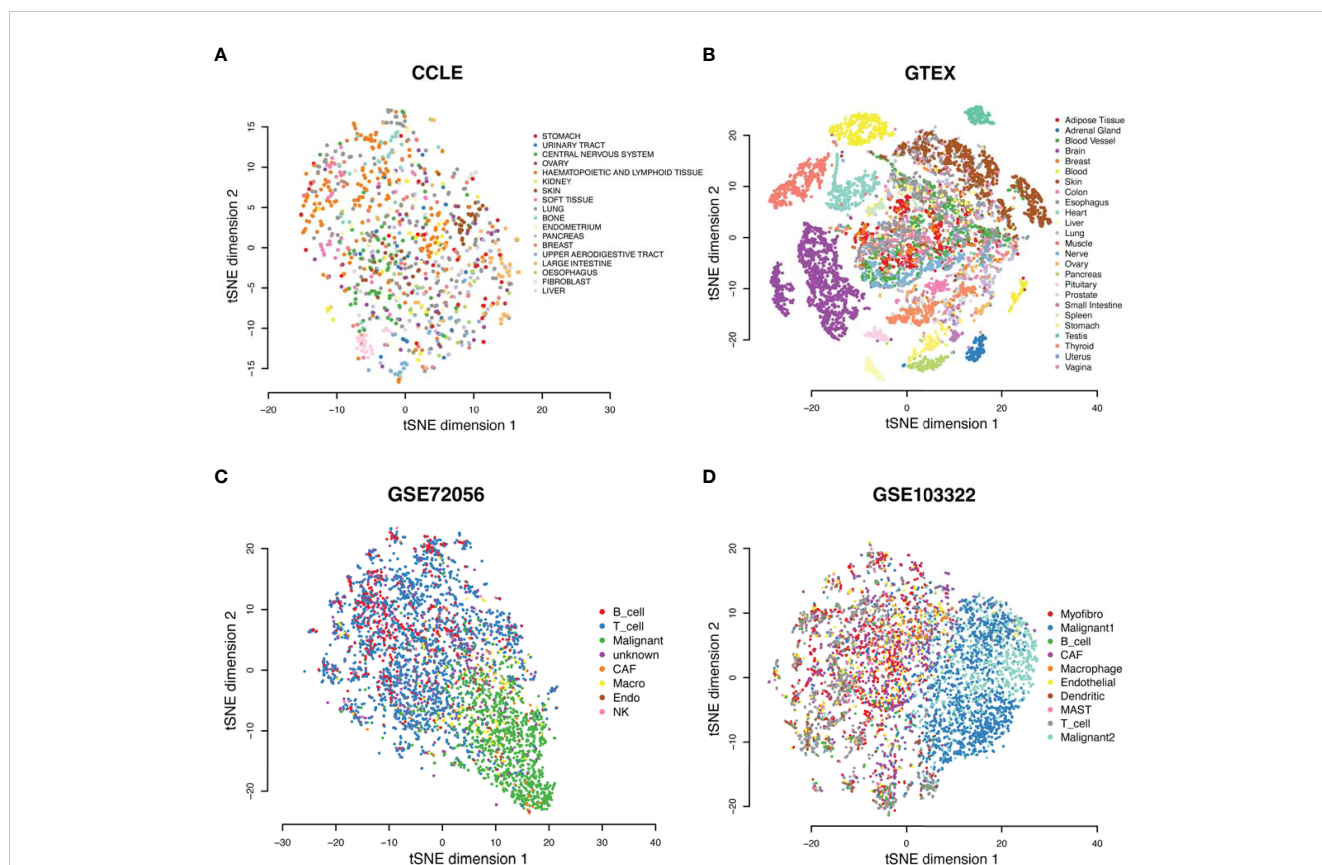 A
CCLE
tSNE dimension 2
15
10
5
0
−5
−10
−15
−20
−10
0
10
20
30
tSNE dimension 1
STOMACH
URINARY TRACT
CENTRAL NERVOUS SYSTEM
OVARY
HAEMATOPOIETIC AND LYMPHOID TISSUE
KIDNEY
SKIN
SOFT TISSUE
LUNG
BONE
ENDOMETRIUM
PANCREAS
BREAST
UPPER AERODIGESTIVE TRACT
LARGE INTESTINE
OESOPHAGUS
FIBROBLAST
LIVER
B
GTEX
tSNE dimension 2
20
10
0
−10
−20
−20
0
20
40
tSNE dimension 1
Adipose Tissue
Adrenal Gland
Blood Vessel
Brain
Breast
Blood
Skin
Colon
Esophagus
Heart
Liver
Lung
Muscle
Nerve
Ovary
Pancreas
Pituitary
Prostate
Small Intestine
Spleen
Stomach
Testis
Thyroid
Uterus
Vagina
C
GSE72056
tSNE dimension 2
20
10
0
−10
−20
−30
−20
−10
0
10
20
30
40
tSNE dimension 1
B_cell
T_cell
Malignant
unknown
CAF
Macro
Endo
NK
D
GSE103322
tSNE dimension 2
20
10
0
−10
−20
−20
0
20
40
tSNE dimension 1
Myofibro
Malignant1
B_cell
CAF
Macrophage
Endothelial
Dendritic
MAST
T_cell
Malignant2